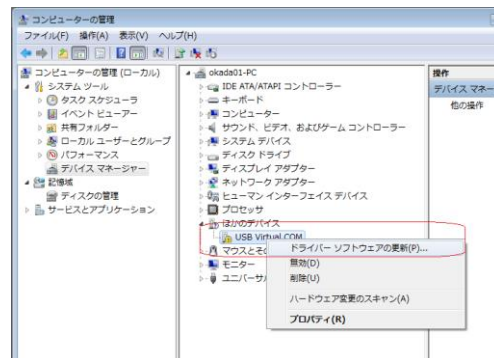 コンピューターの管理
ファイル(F) 操作(A) 表示(V) ヘルプ(H)
コンピューターの管理 (ローカル)
システム ツール
タスク スケジューラ
イベント ビューアー
共有フォルダー
ローカル ユーザーとグループ
パフォーマンス
デバイス マネージャー
記憶域
ディスクの管理
サービスとアプリケーション
okada01-PC
IDE ATA/ATAPI コントローラー
キーボード
コンピューター
サウンド、ビデオ、およびゲーム コントローラー
システム デバイス
ディスク ドライブ
ディスプレイ アダプター
ネットワーク アダプター
ヒューマン インターフェイス デバイス
プロセッサ
ほかのデバイス
USB Virtual COM
マウスとそ
モニター
ユニバーサ
ドライバー ソフトウェアの更新(P)...
無効(D)
削除(U)
ハードウェア変更のスキャン(A)
プロパティ(R)
操作
デバイス マネー
他の操作